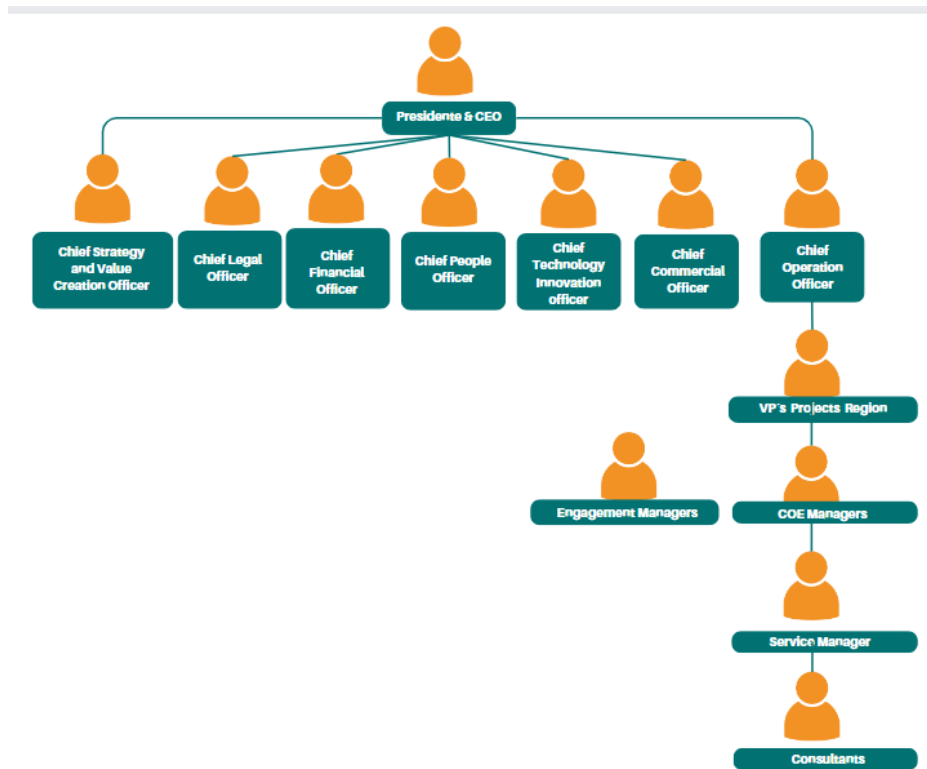 Presidente & CEO
Chief Strategy
and Value
Creation Officer
Chief Legal
Officer
Chief
Financial
Officer
Chief People
Officer
Chief
Technology
Innovation
officer
Chief
Commercial
Officer
Chief
Operation
Officer
VP´s Projects Region
Engagement Managers
COE Managers
Service Manager
Consultants